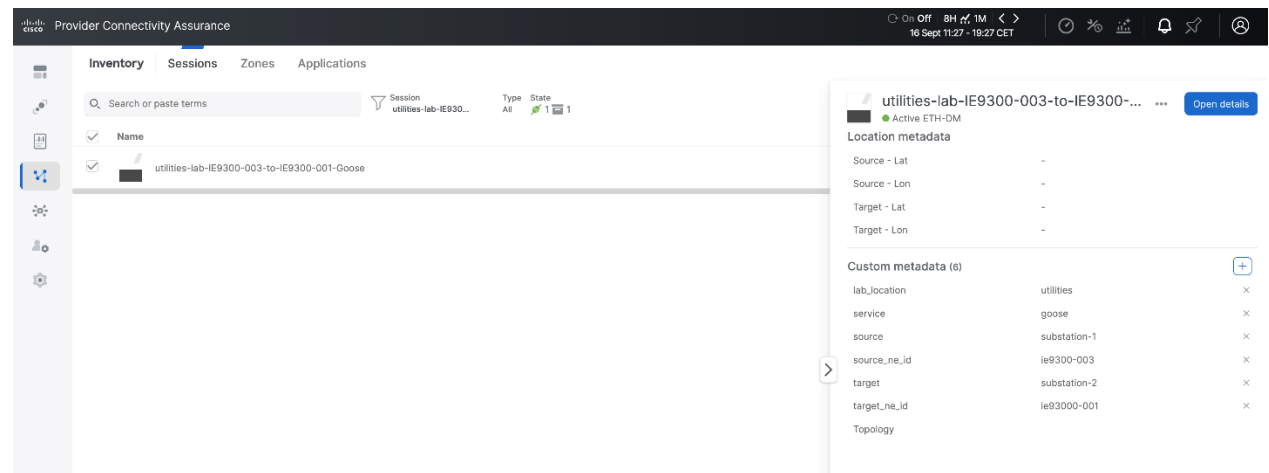 cisco Provider Connectivity Assurance
On Off 8H 1M
16 Sept 11:27 - 19:27 CET
Inventory Sessions Zones Applications
Search or paste terms
Session
utilities-lab-IE930...
Type
All
State
1 1
Name
utilities-lab-IE9300-003-to-IE9300-001-Goose
utilities-lab-IE9300-003-to-IE9300-... Open details
Active ETH-DM
Location metadata
Source - Lat -
Source - Lon -
Target - Lat -
Target - Lon -
Custom metadata (6)
lab_location utilities
service goose
source substation-1
source_ne_id ie9300-003
target substation-2
target_ne_id ie93000-001
Topology